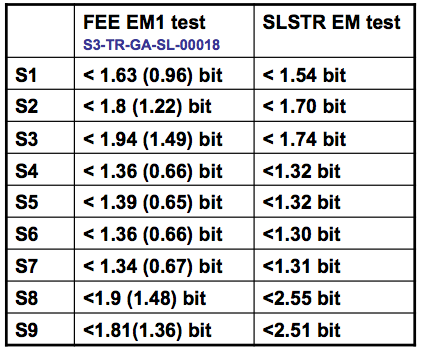 FEE EM1 test SLSTR EM test
S3-TR-GA-SL-00018
S1 < 1.63 (0.96) bit < 1.54 bit
S2 < 1.8 (1.22) bit < 1.70 bit
S3 < 1.94 (1.49) bit < 1.74 bit
S4 < 1.36 (0.66) bit <1.32 bit
S5 < 1.39 (0.65) bit <1.32 bit
S6 < 1.36 (0.66) bit <1.30 bit
S7 < 1.34 (0.67) bit <1.31 bit
S8 <1.9 (1.48) bit <2.55 bit
S9 <1.81(1.36) bit <2.51 bit